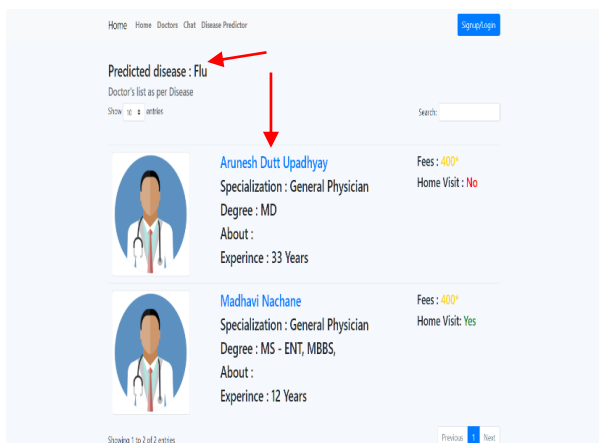 Home Home Doctors Chat Disease Predictor Signup/Login
Predicted disease : Flu
Doctor's list as per Disease
Show 10 entries Search:
Arunesh Dutt Upadhyay
Specialization : General Physician
Degree : MD
About :
Experince : 33 Years
Fees : 400*
Home Visit : No
Madhavi Nachane
Specialization : General Physician
Degree : MS - ENT, MBBS,
About :
Experince : 12 Years
Fees : 400*
Home Visit: Yes
Showing 1 to 2 of 2 entries Previous 1 Next